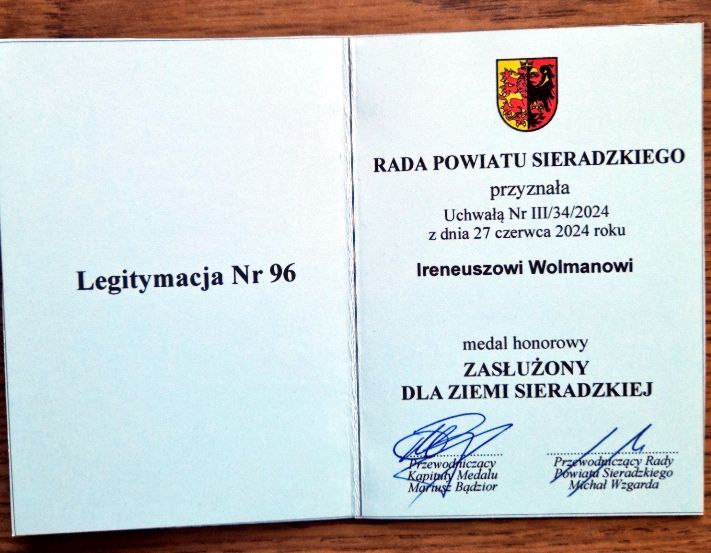 Legitymacja Nr 96
RADA POWIATU SIERADZKIEGO
przyznała
Uchwałą Nr III/34/2024
z dnia 27 czerwca 2024 roku
Ireneuszowi Wolmanowi
medal honorowy
ZASŁUŻONY
DLA ZIEMI SIERADZKIEJ
Przewodniczący
Kapituły Medalu
Mariusz Bądzior
Przewodniczący Rady
Powiatu Sieradzkiego
Michał Wzgarda